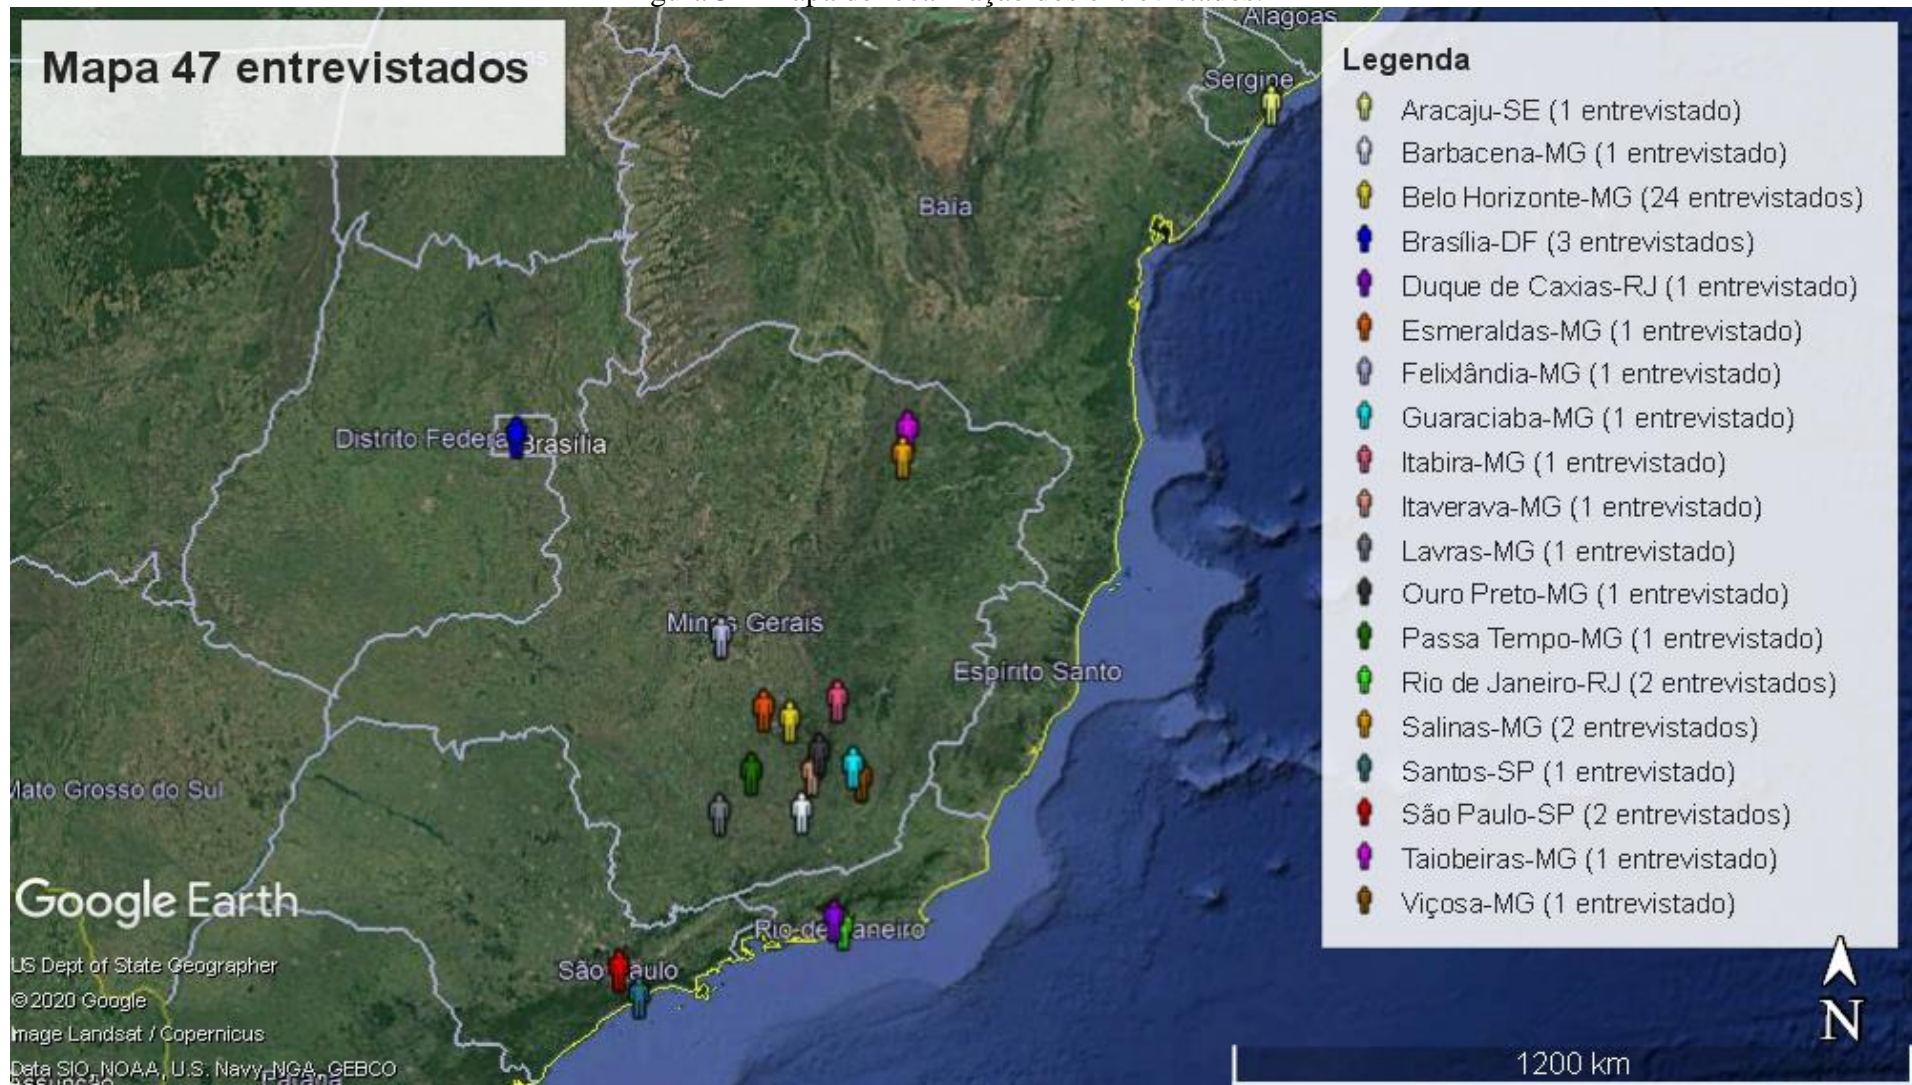 Mapa 47 entrevistados
Alagoas
Sergipe
Baía
Distrito Federa
Brasília
Minas Gerais
Espírito Santo
Mato Grosso do Sul
Rio de Janeiro
São Paulo
Google Earth
US Dept of State Geographer
© 2020 Google
Image Landsat / Copernicus
Data SIO, NOAA, U.S. Navy, NGA, GEBCO
Legenda
Aracaju-SE (1 entrevistado)
Barbacena-MG (1 entrevistado)
Belo Horizonte-MG (24 entrevistados)
Brasília-DF (3 entrevistados)
Duque de Caxias-RJ (1 entrevistado)
Esmeraldas-MG (1 entrevistado)
Felixlândia-MG (1 entrevistado)
Guaraciaba-MG (1 entrevistado)
Itabira-MG (1 entrevistado)
Itaverava-MG (1 entrevistado)
Lavras-MG (1 entrevistado)
Ouro Preto-MG (1 entrevistado)
Passa Tempo-MG (1 entrevistado)
Rio de Janeiro-RJ (2 entrevistados)
Salinas-MG (2 entrevistados)
Santos-SP (1 entrevistado)
São Paulo-SP (2 entrevistados)
Taiobeiras-MG (1 entrevistado)
Viçosa-MG (1 entrevistado)
N
1200 km